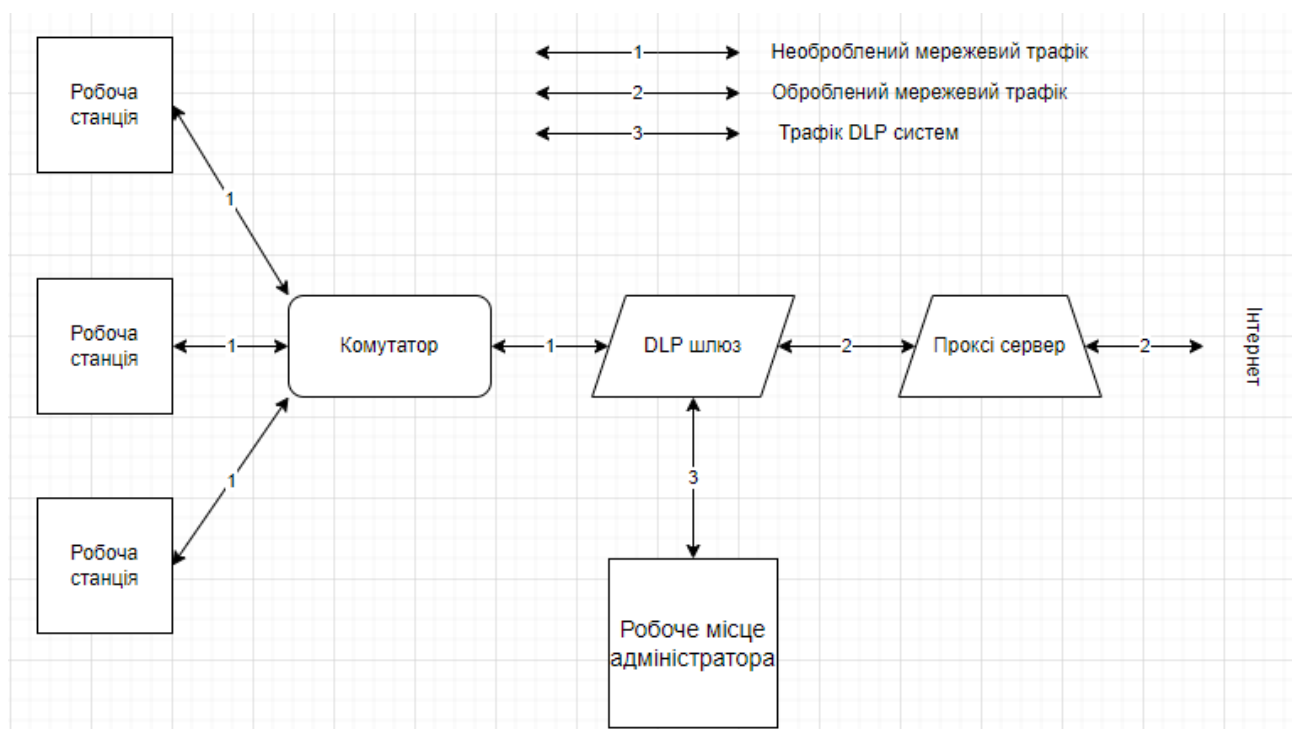 Робоча
станція
1
Необроблений мережевий трафік
2
Оброблений мережевий трафік
3
Трафік DLP систем
1
Робоча
станція
1
Комутатор
1
DLP шлюз
2
Проксі сервер
2
Інтернет
1
3
Робоча
станція
Робоче місце
адміністратора